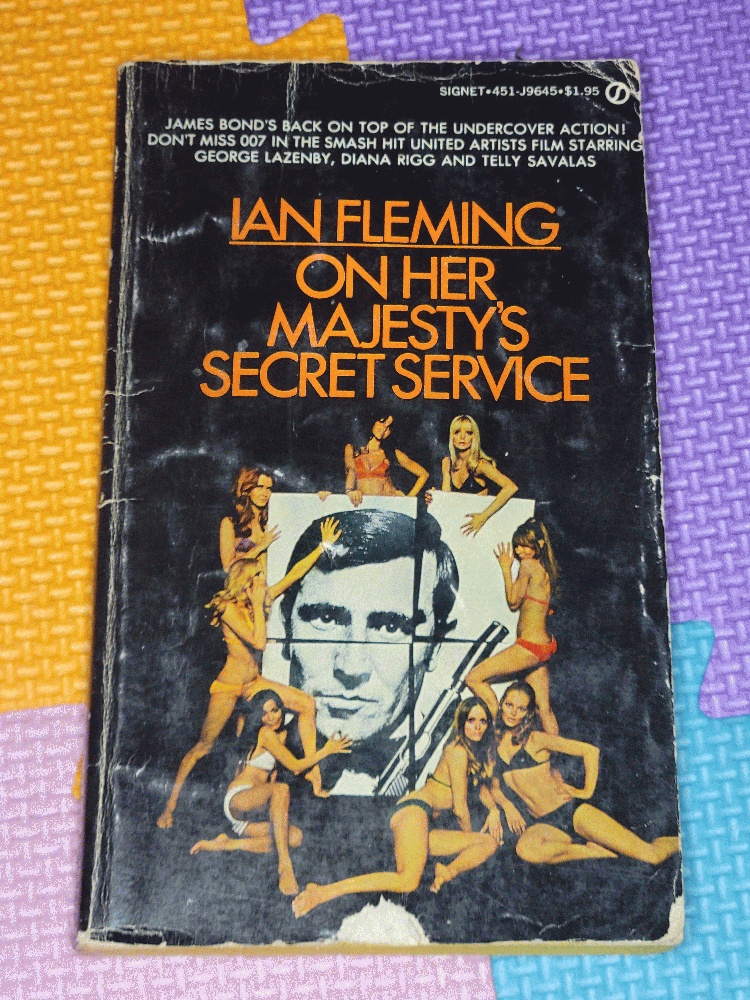 SIGNET•451-J9645•$1.95
JAMES BOND'S BACK ON TOP OF THE UNDERCOVER ACTION!
DON'T MISS 007 IN THE SMASH HIT UNITED ARTISTS FILM STARRING
GEORGE LAZENBY, DIANA RIGG AND TELLY SAVALAS
IAN FLEMING
ON HER
MAJESTY'S
SECRET SERVICE